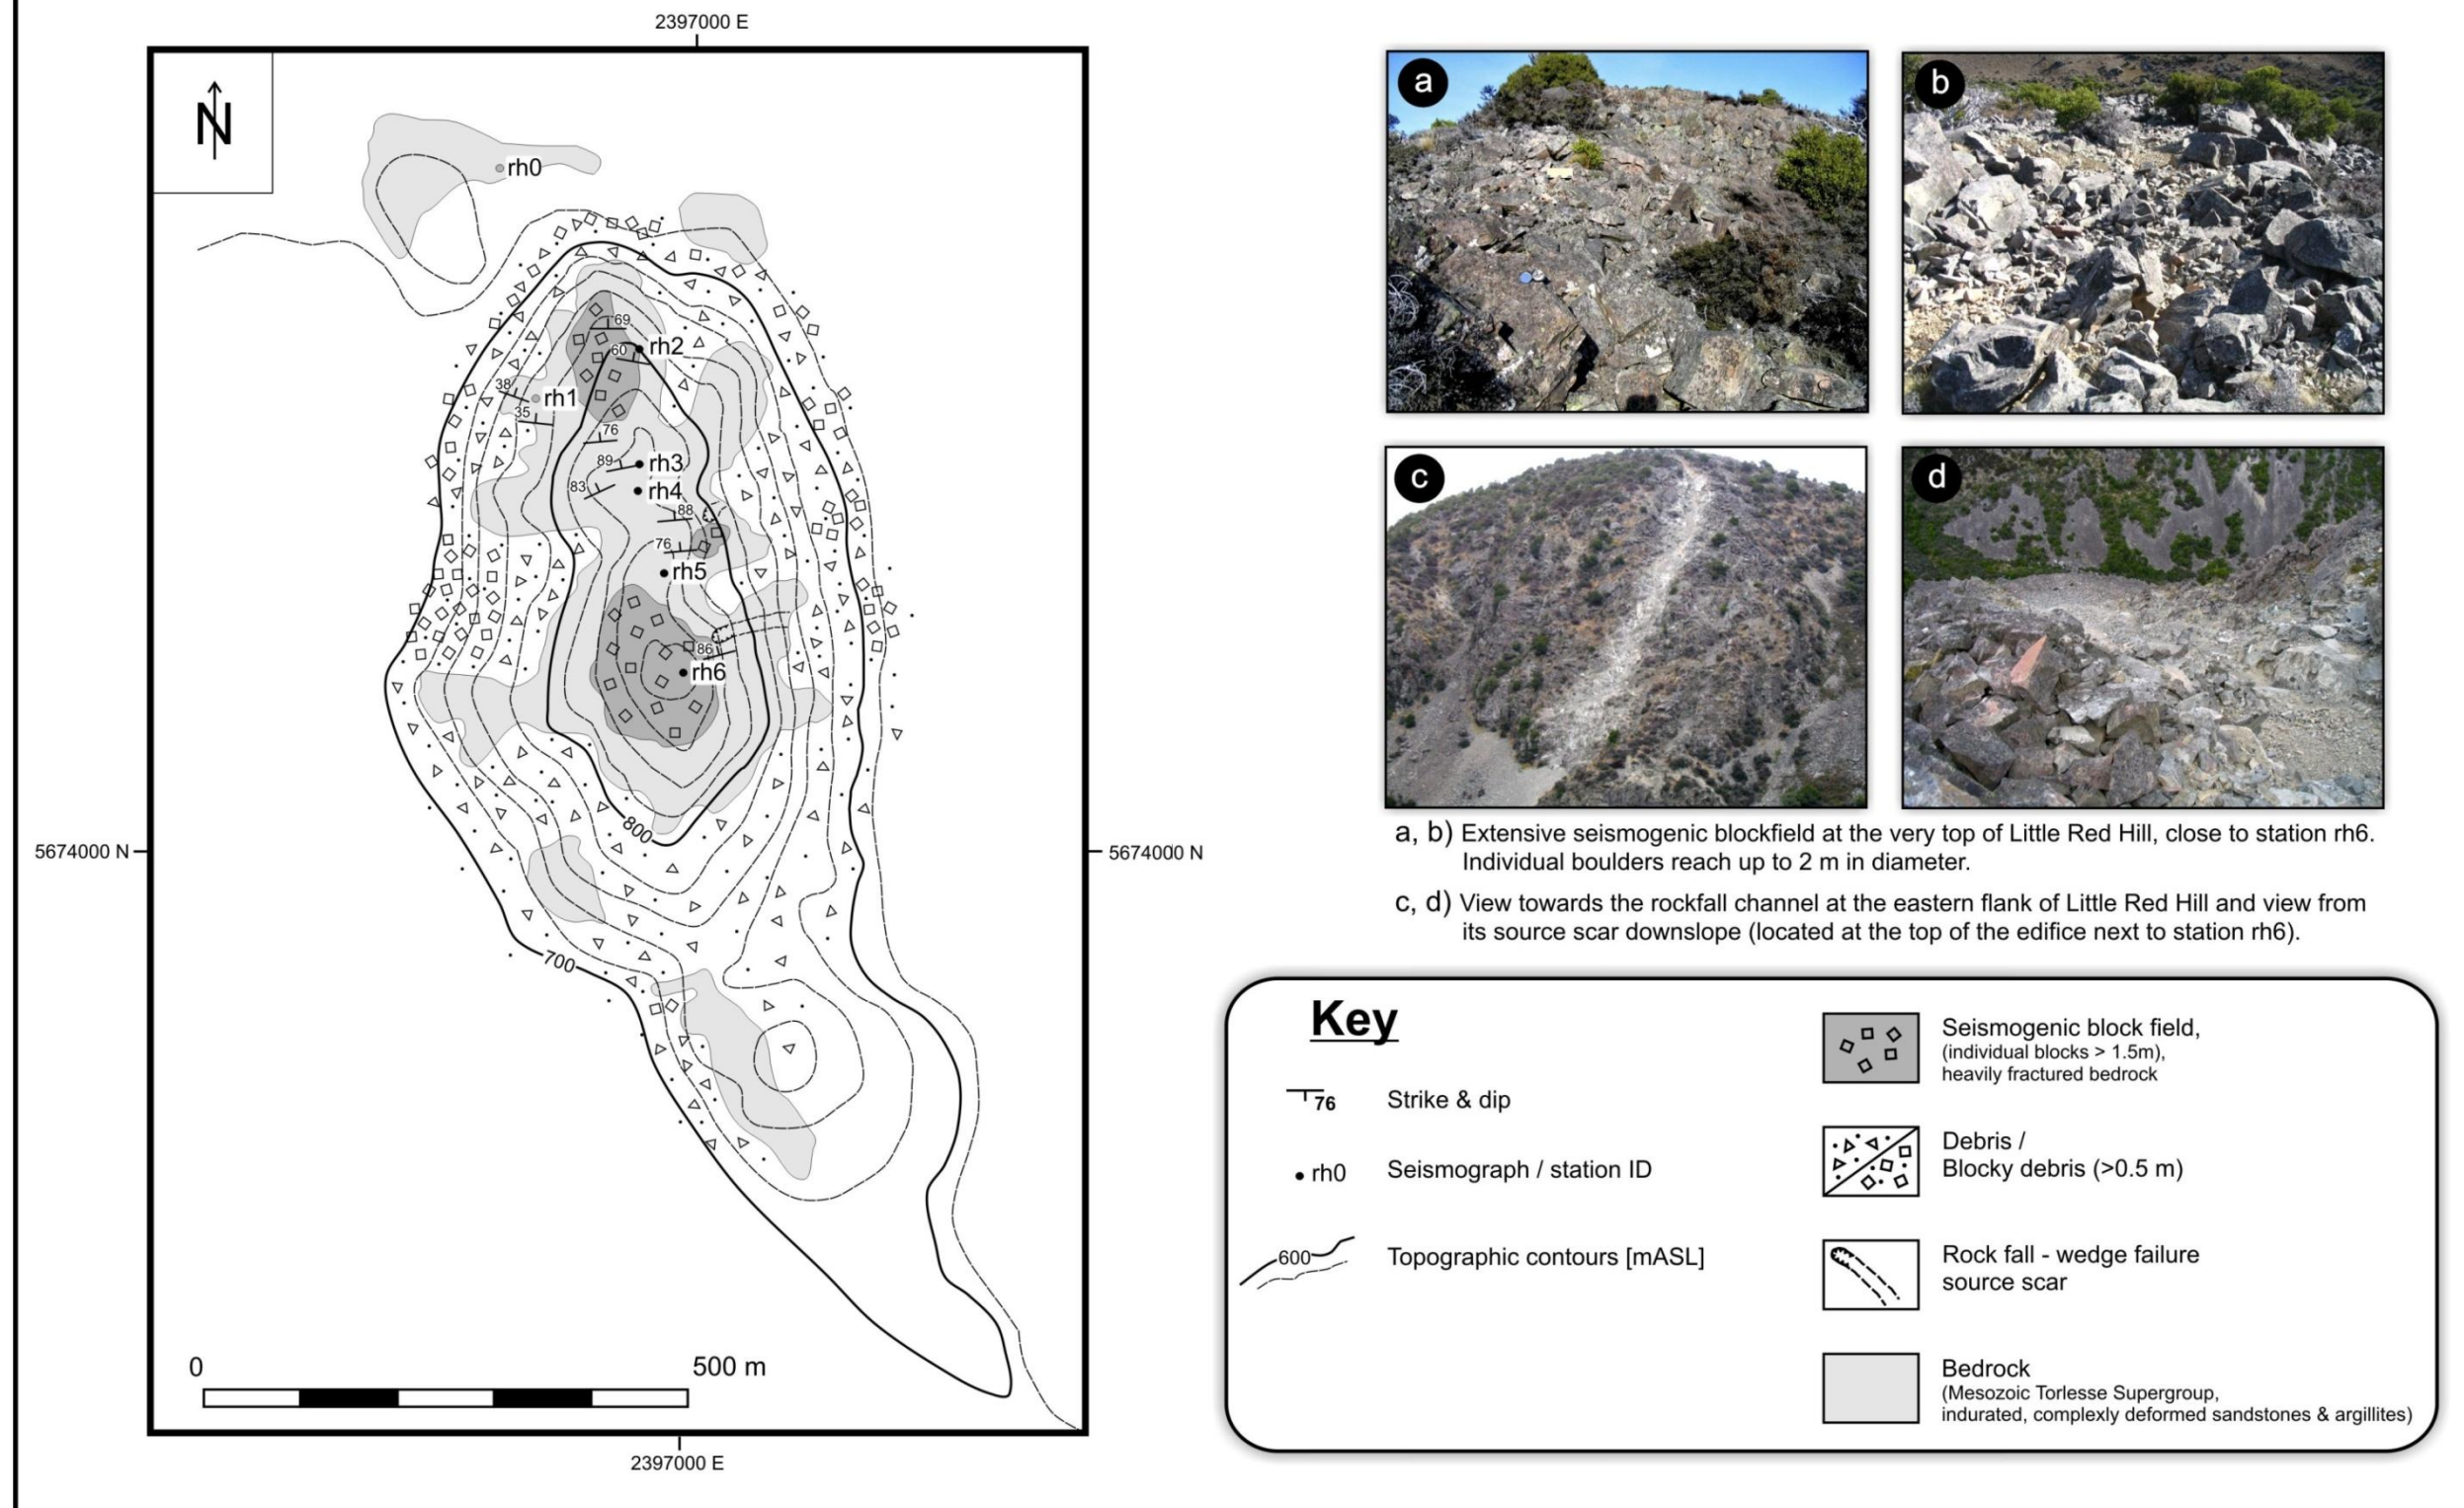 2397000 E
N
rh0
69
60
rh2
38
rh1
35
76
89
rh3
83
rh4
88
76
rh5
86
rh6
800
5674000 N
5674000 N
700
0
500 m
2397000 E
a
b
c
d
a, b) Extensive seismogenic blockfield at the very top of Little Red Hill, close to station rh6.
Individual boulders reach up to 2 m in diameter.
c, d) View towards the rockfall channel at the eastern flank of Little Red Hill and view from
its source scar downslope (located at the top of the edifice next to station rh6).
Key
76
Strike & dip
rh0
Seismograph / station ID
600
Topographic contours [mASL]
Seismogenic block field,
(individual blocks > 1.5m),
heavily fractured bedrock
Debris /
Blocky debris (>0.5 m)
Rock fall - wedge failure
source scar
Bedrock
(Mesozoic Torlesse Supergroup,
indurated, complexly deformed sandstones & argillites)